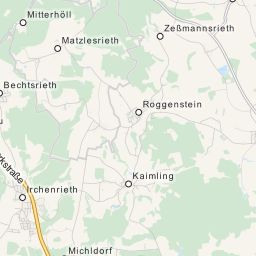 Mitterhöll
Zeßmannsrieth
Matzlesrieth
Bechtsrieth
Roggenstein
Kaimling
Irchenrieth
Michldorf